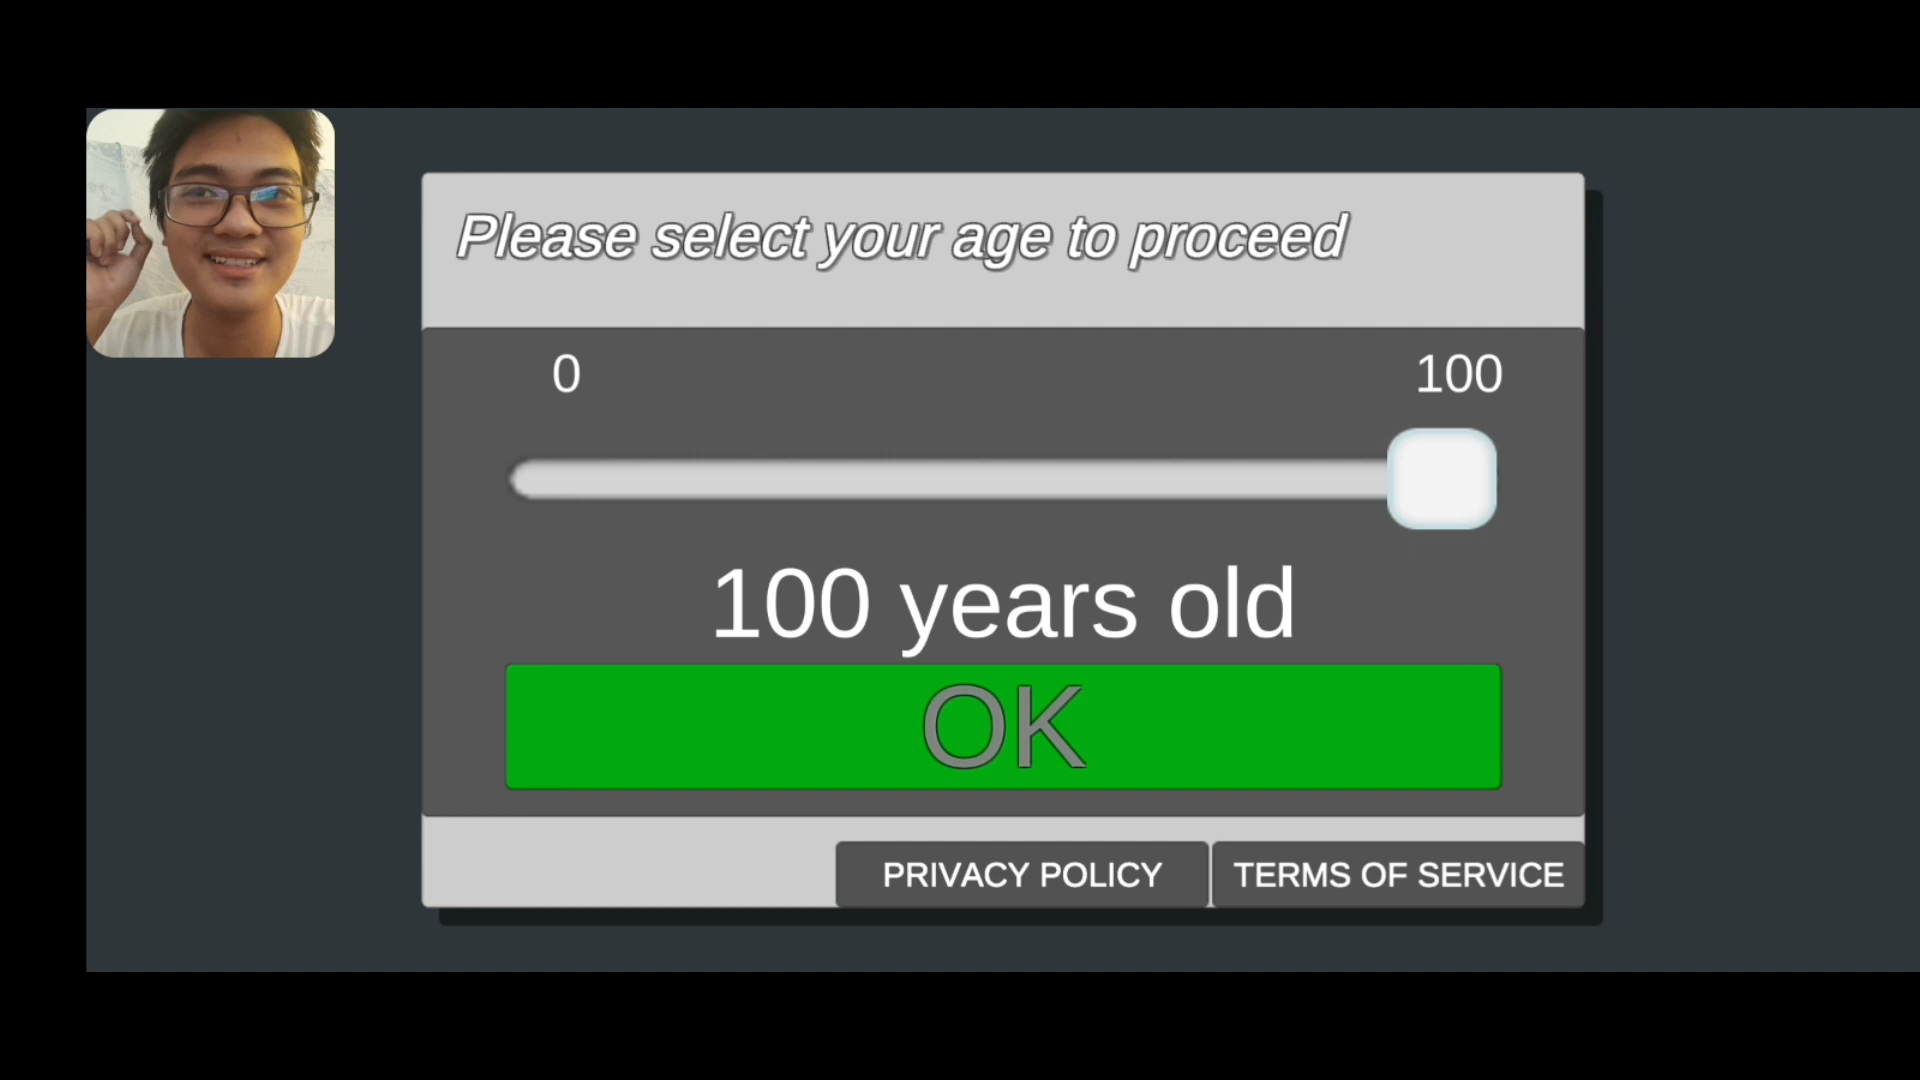 Please select your age to proceed
0 100
100 years old
OK
PRIVACY POLICY TERMS OF SERVICE